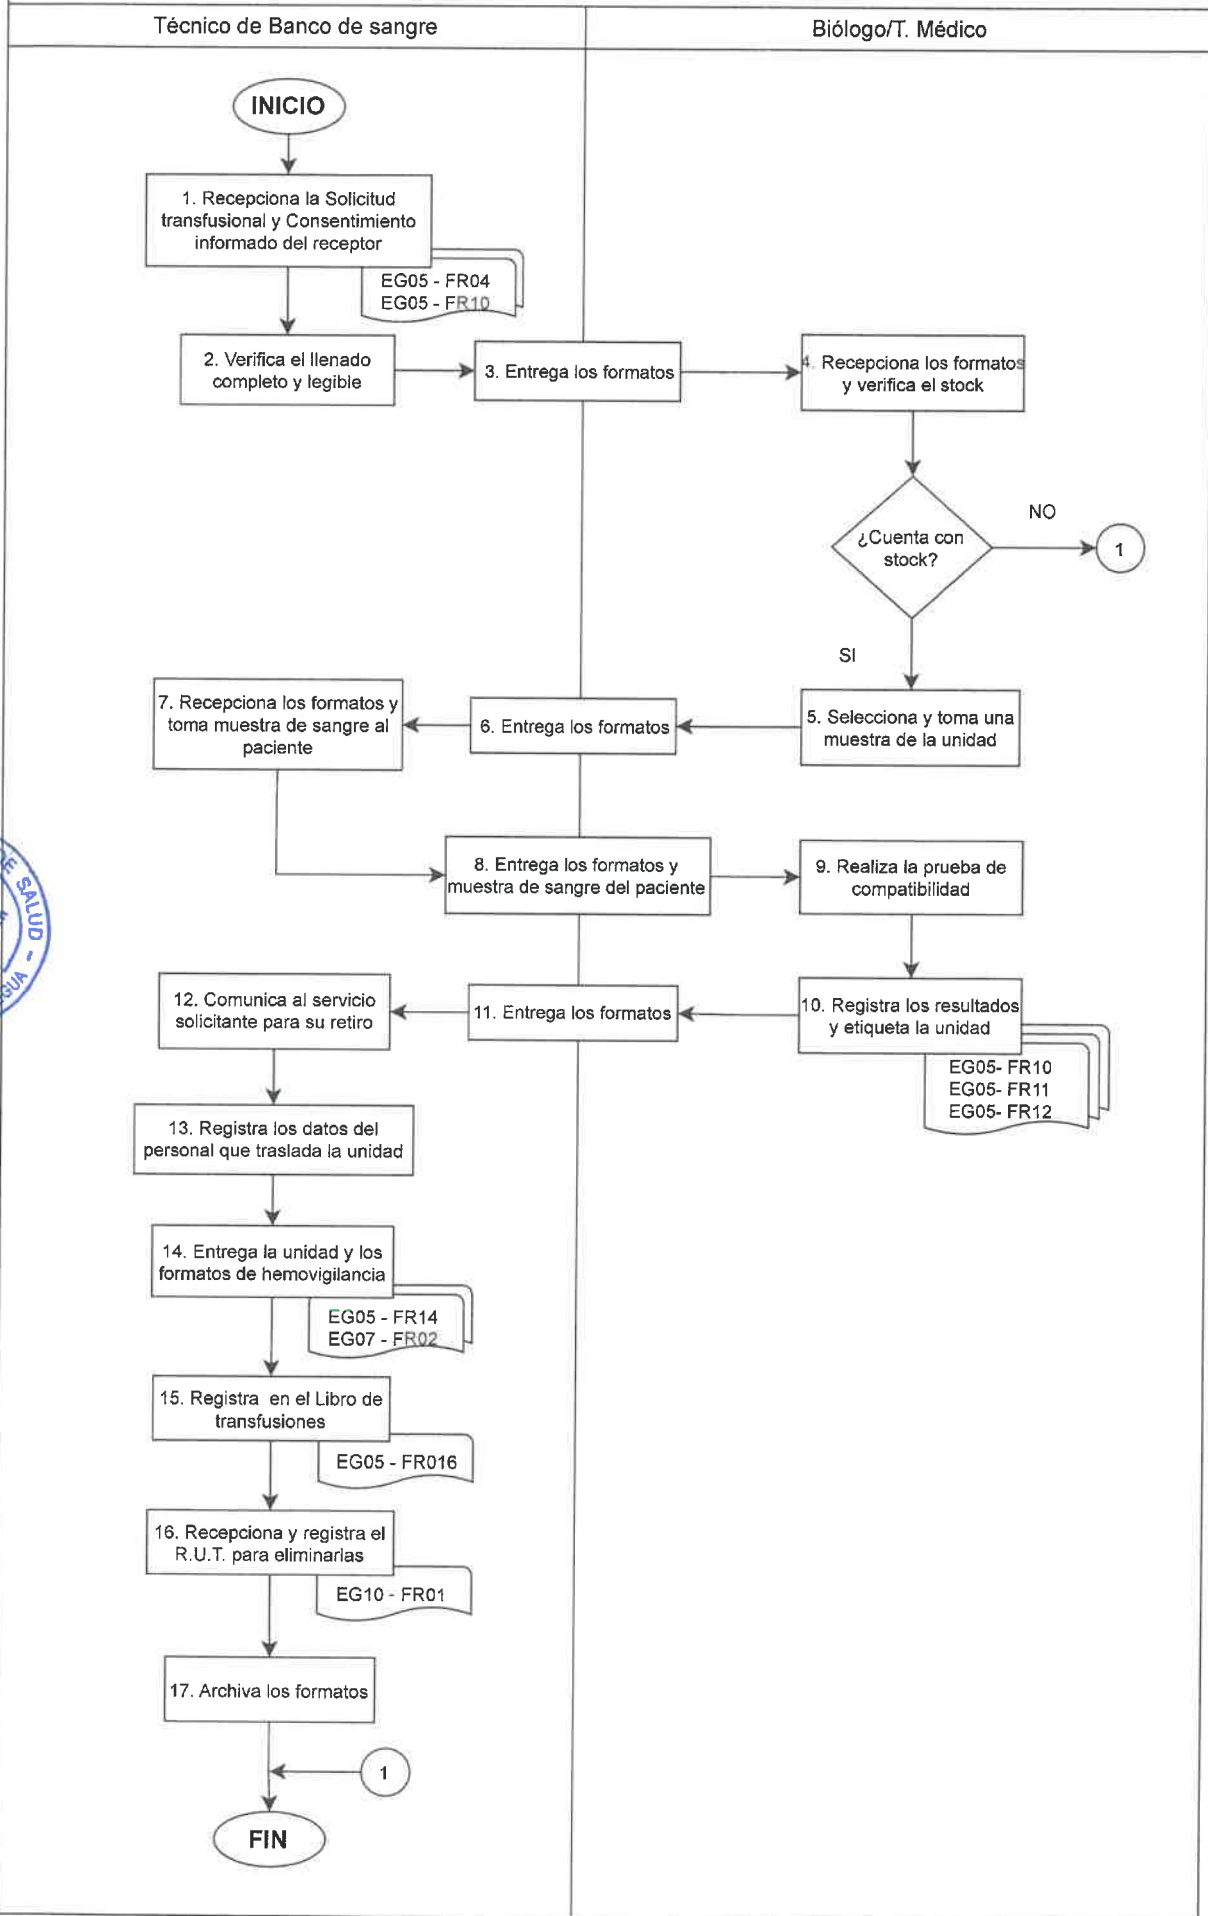 Técnico de Banco de sangre
Biólogo/T. Médico
INICIO
1. Recepciona la Solicitud
transfusional y Consentimiento
informado del receptor
EG05 - FR04
EG05 - FR10
2. Verifica el llenado
completo y legible
3. Entrega los formatos
4. Recepciona los formatos
y verifica el stock
¿Cuenta con
stock?
NO
1
SI
5. Selecciona y toma una
muestra de la unidad
6. Entrega los formatos
7. Recepciona los formatos y
toma muestra de sangre al
paciente
8. Entrega los formatos y
muestra de sangre del paciente
9. Realiza la prueba de
compatibilidad
10. Registra los resultados
y etiqueta la unidad
EG05- FR10
EG05- FR11
EG05- FR12
11. Entrega los formatos
12. Comunica al servicio
solicitante para su retiro
13. Registra los datos del
personal que traslada la unidad
14. Entrega la unidad y los
formatos de hemovigilancia
EG05 - FR14
EG07 - FR02
15. Registra en el Libro de
transfusiones
EG05 - FR016
16. Recepciona y registra el
R.U.T. para eliminarlas
EG10 - FR01
17. Archiva los formatos
1
FIN
DE SALUD -